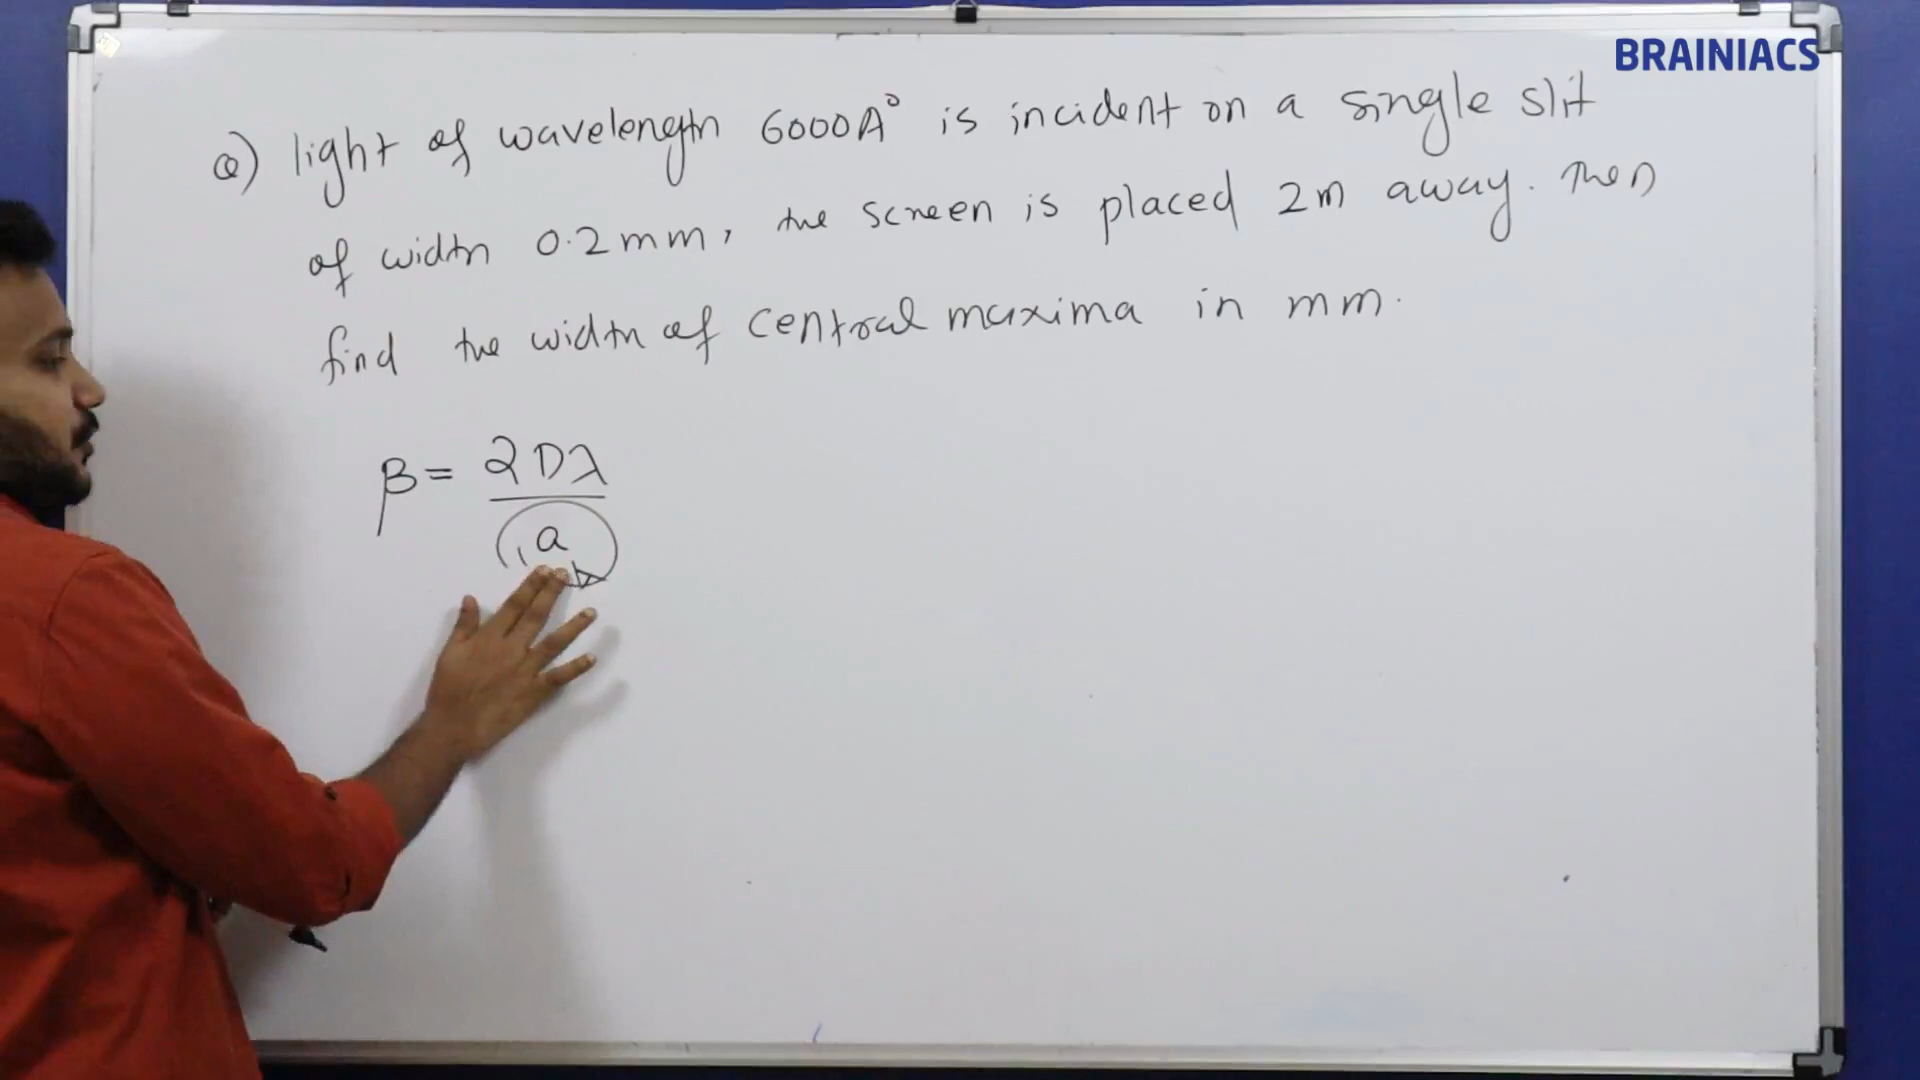 BRAINIACS
Q) light of wavelength 6000A° is incident on a single slit
of width 0.2mm, the screen is placed 2m away. Then
find the width of central maxima in mm.
β = 2Dλ
a